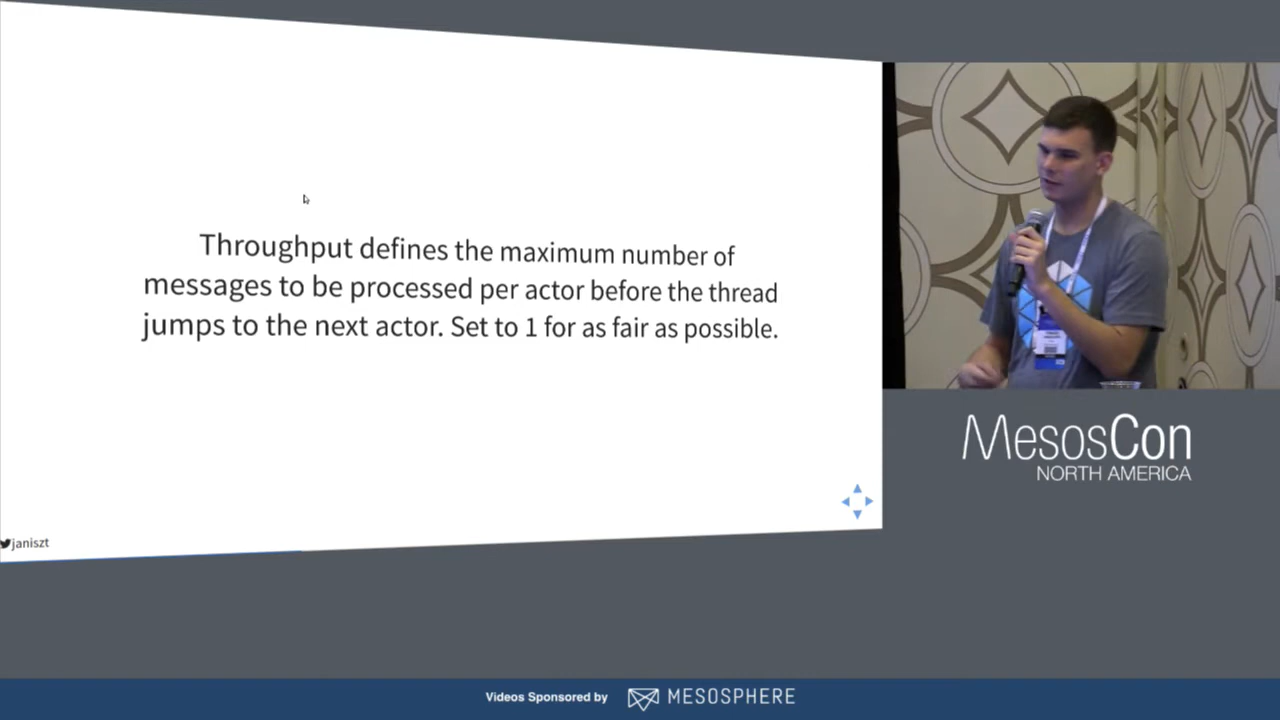 Throughput defines the maximum number of
messages to be processed per actor before the thread
jumps to the next actor. Set to 1 for as fair as possible.
janiszt
MesosCon
NORTH AMERICA
Videos Sponsored by MESOSPHERE